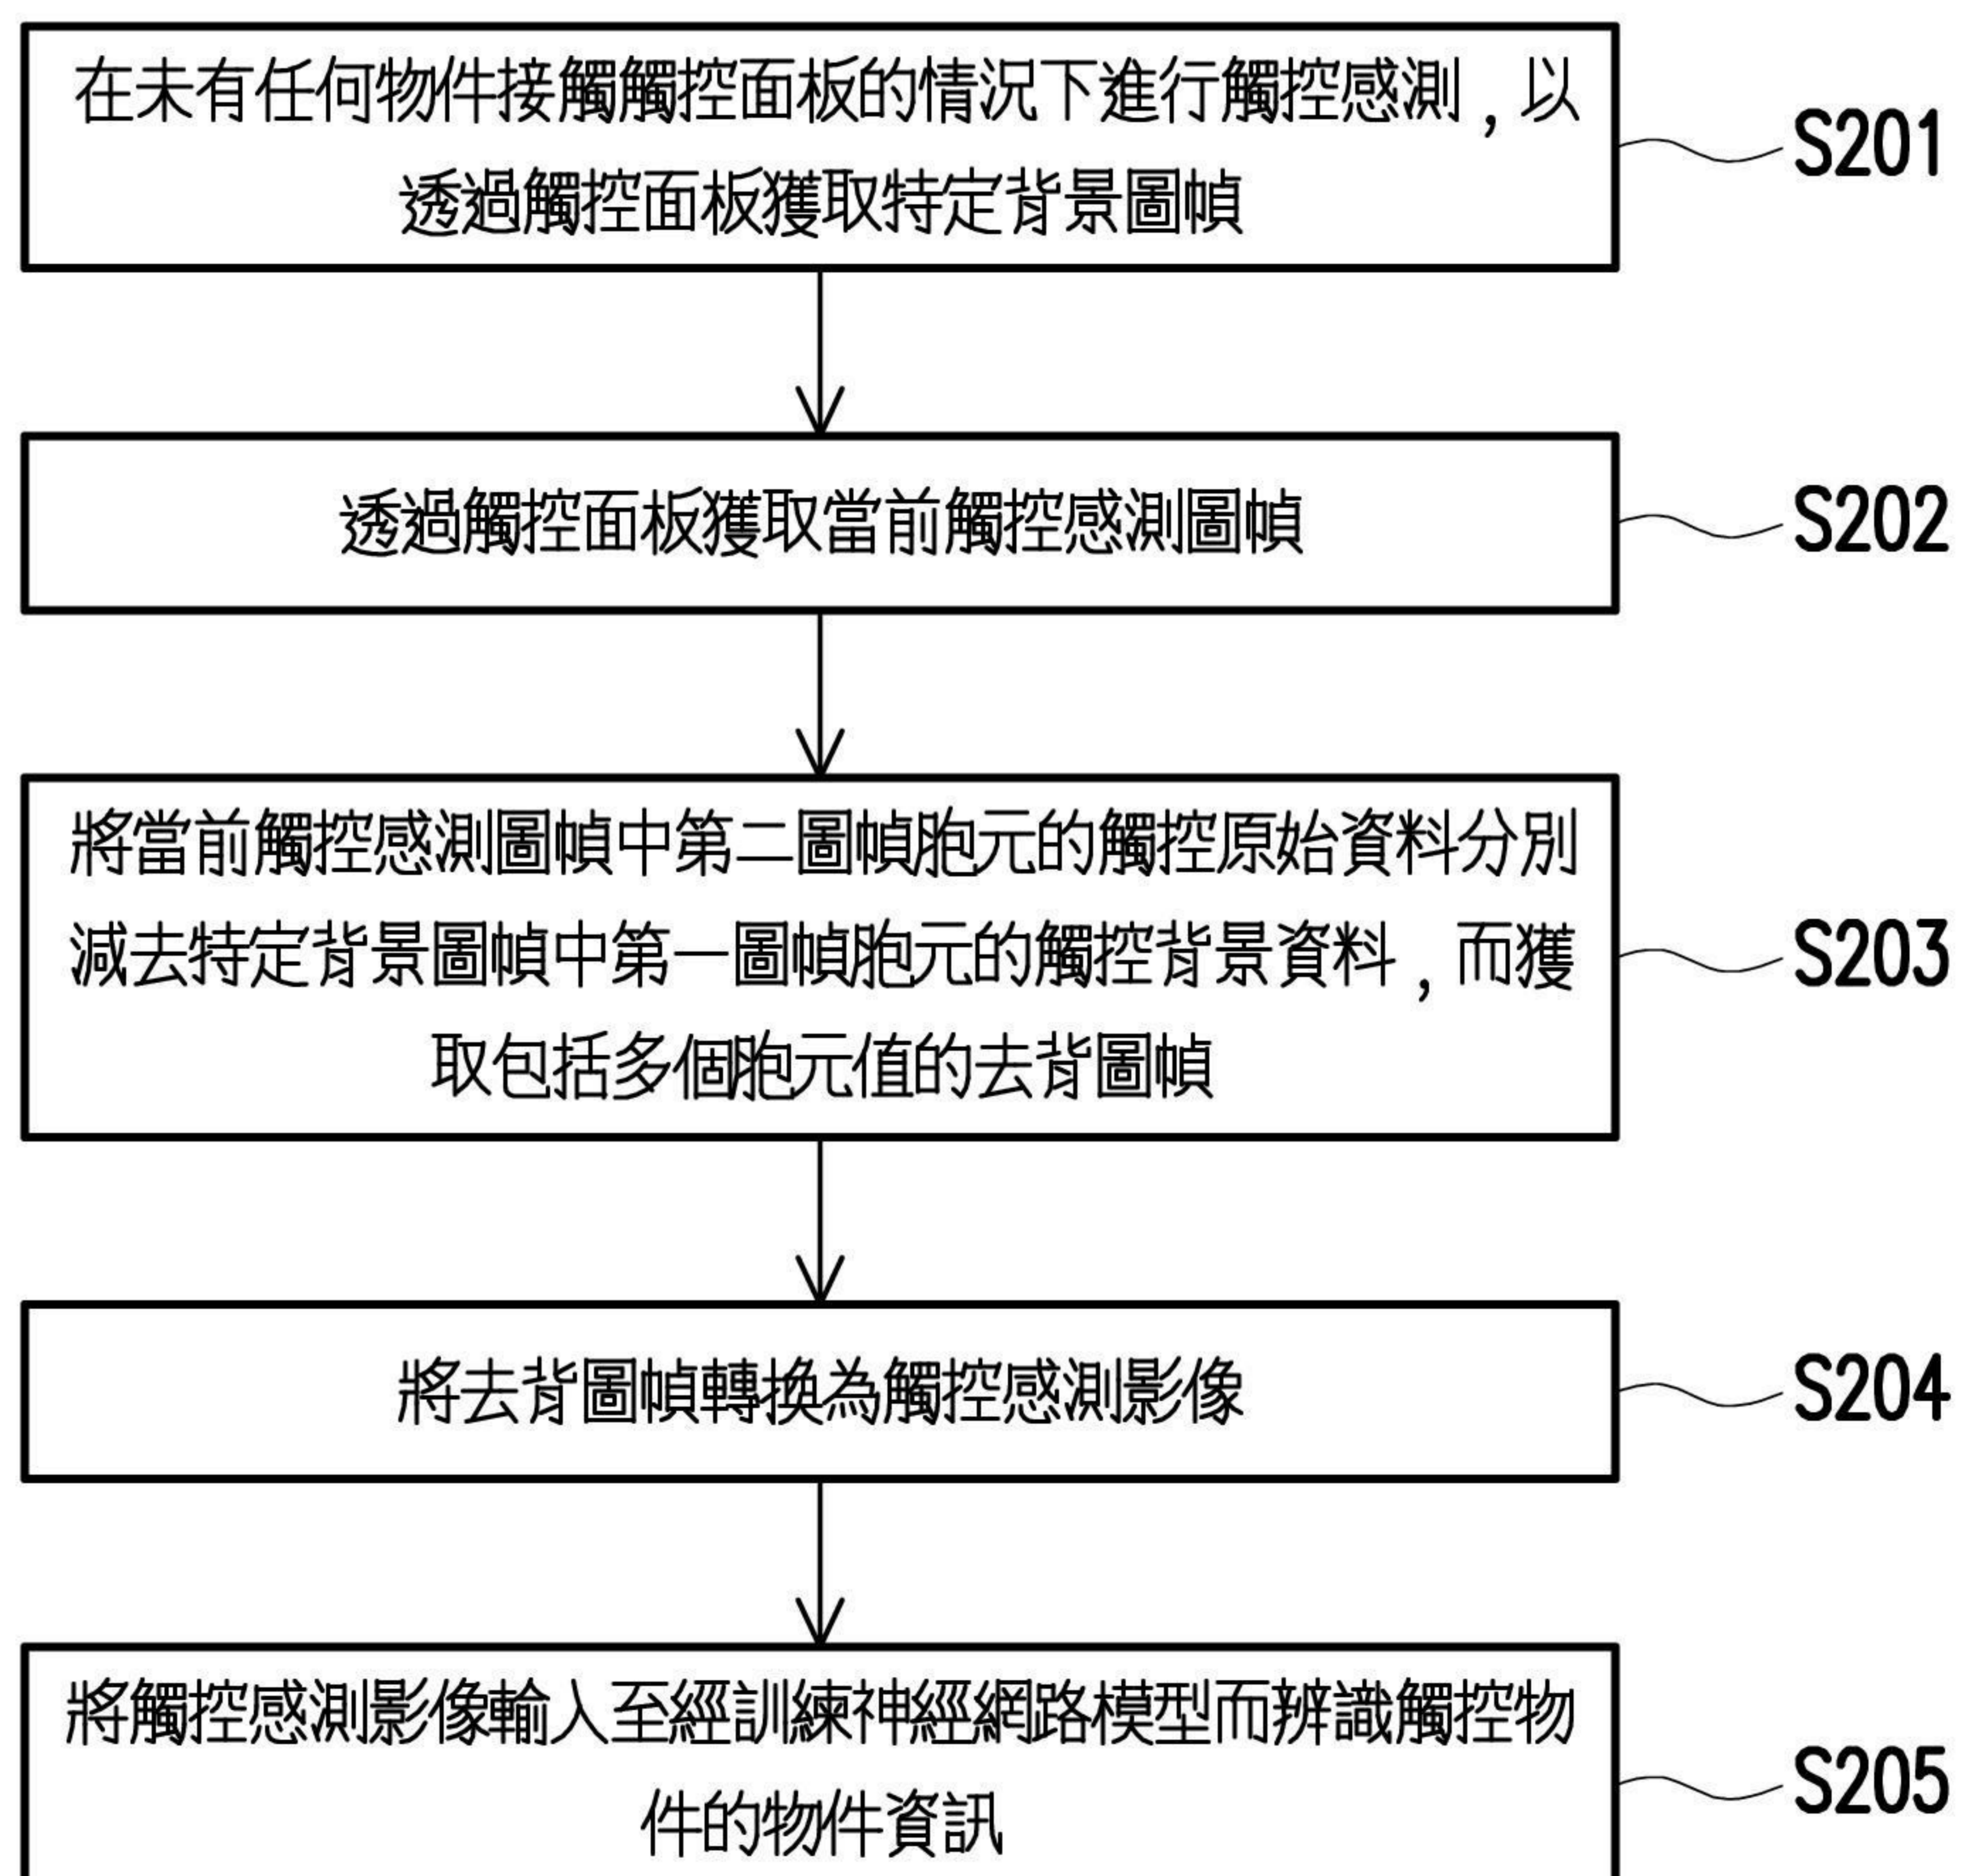 在未有任何物件接觸觸控面板的情況下進行觸控感測，以
透過觸控面板獲取特定背景圖幀
S201
透過觸控面板獲取當前觸控感測圖幀
S202
將當前觸控感測圖幀中第二圖幀胞元的觸控原始資料分別
減去特定背景圖幀中第一圖幀胞元的觸控背景資料，而獲
取包括多個胞元值的去背圖幀
S203
將去背圖幀轉換為觸控感測影像
S204
將觸控感測影像輸入至經訓練神經網路模型而辨識觸控物
件的物件資訊
S205